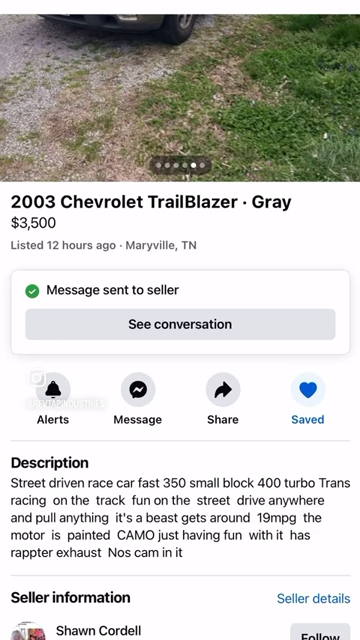 2003 Chevrolet TrailBlazer · Gray
$3,500
Listed 12 hours ago · Maryville, TN
Message sent to seller
See conversation
Alerts Message Share Saved
Description
Street driven race car fast 350 small block 400 turbo Trans
racing on the track fun on the street drive anywhere
and pull anything it's a beast gets around 19mpg the
motor is painted CAMO just having fun with it has
rappter exhaust Nos cam in it
Seller information Seller details
Shawn Cordell
Follow